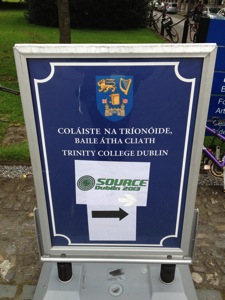 COLÁISTE NA TRÍONÓIDE,
BAILE ÁTHA CLIATH
TRINITY COLLEGE DUBLIN
SOURCE
Dublin 2013